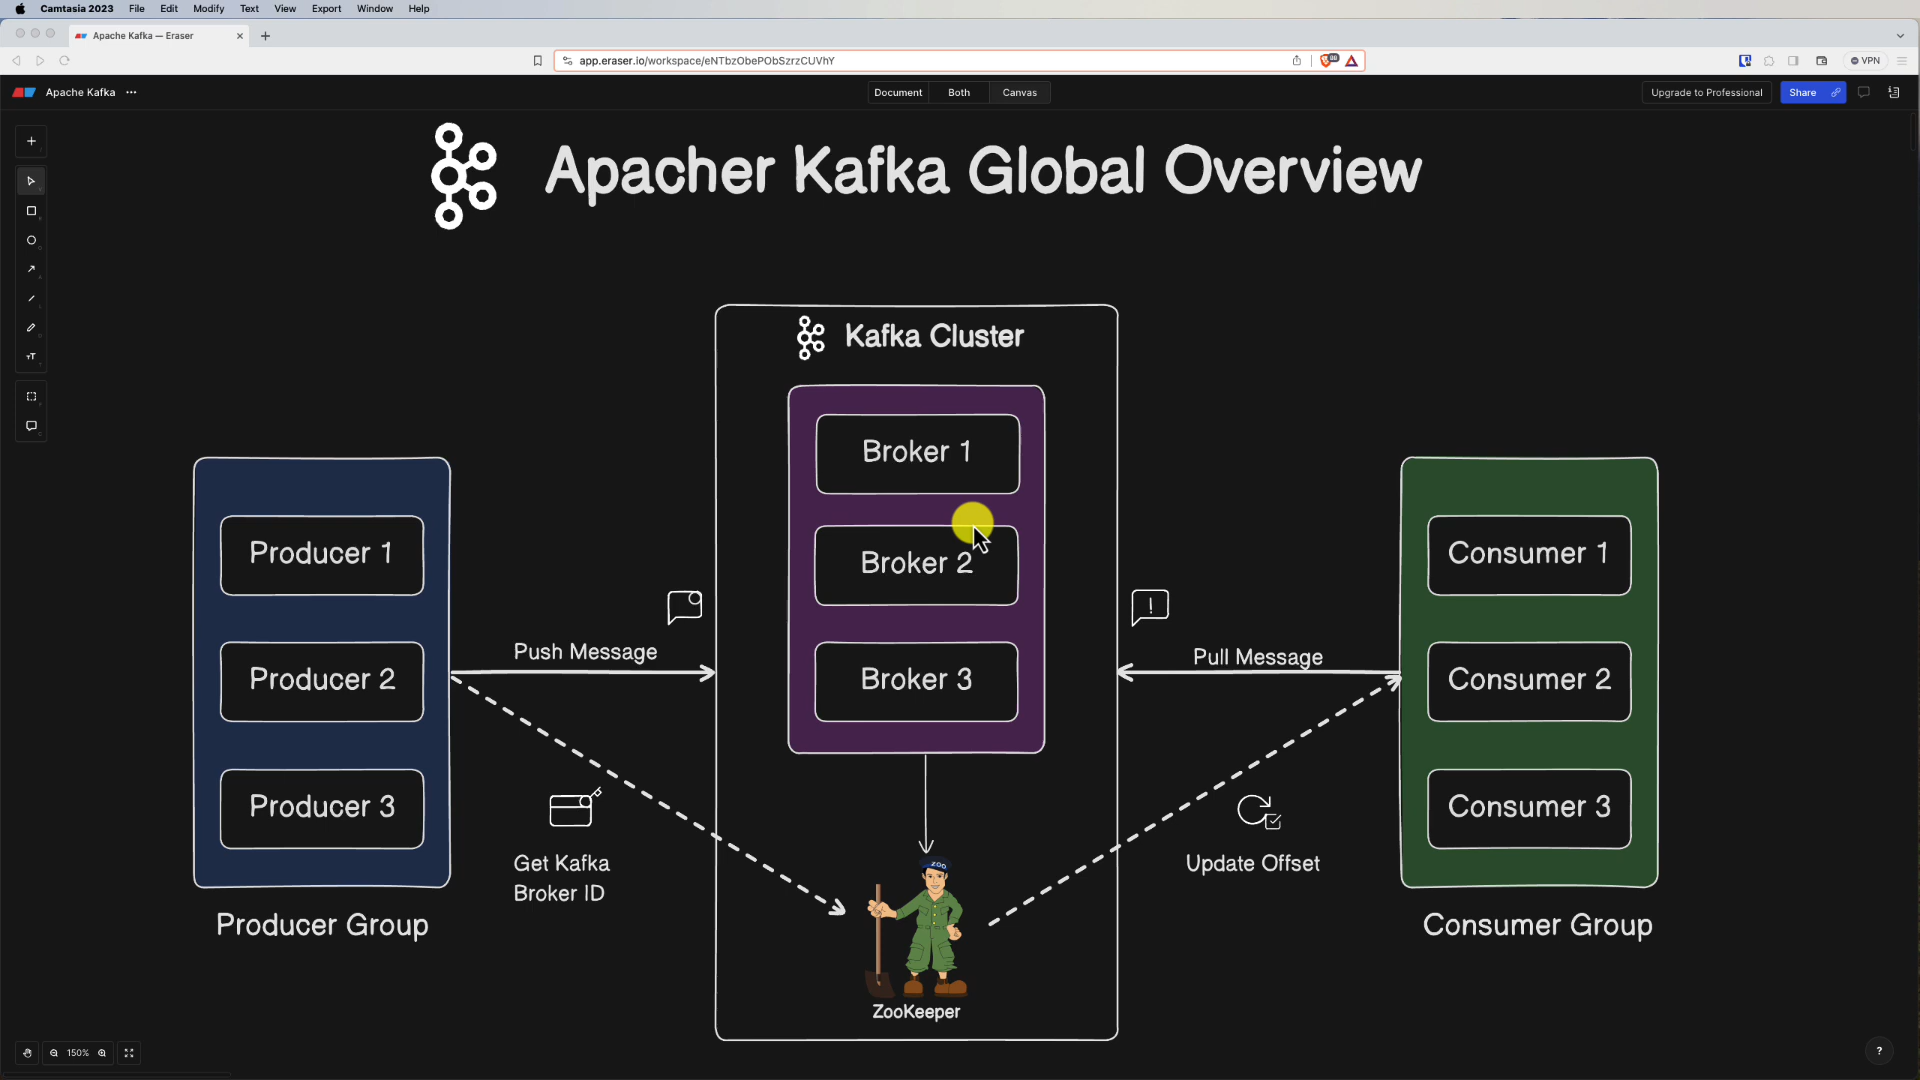 Camtasia 2023 File Edit Modify Text View Export Window Help
Apache Kafka — Eraser
app.eraser.io/workspace/eNTbzObePObSzrzCUVhY
VPN
Apache Kafka
Document Both Canvas
Upgrade to Professional
Share
Apacher Kafka Global Overview
Kafka Cluster
Broker 1
Broker 2
Broker 3
Producer 1
Producer 2
Producer 3
Producer Group
Push Message
Get Kafka
Broker ID
Pull Message
Update Offset
Consumer 1
Consumer 2
Consumer 3
Consumer Group
ZOO
ZooKeeper
150%
?